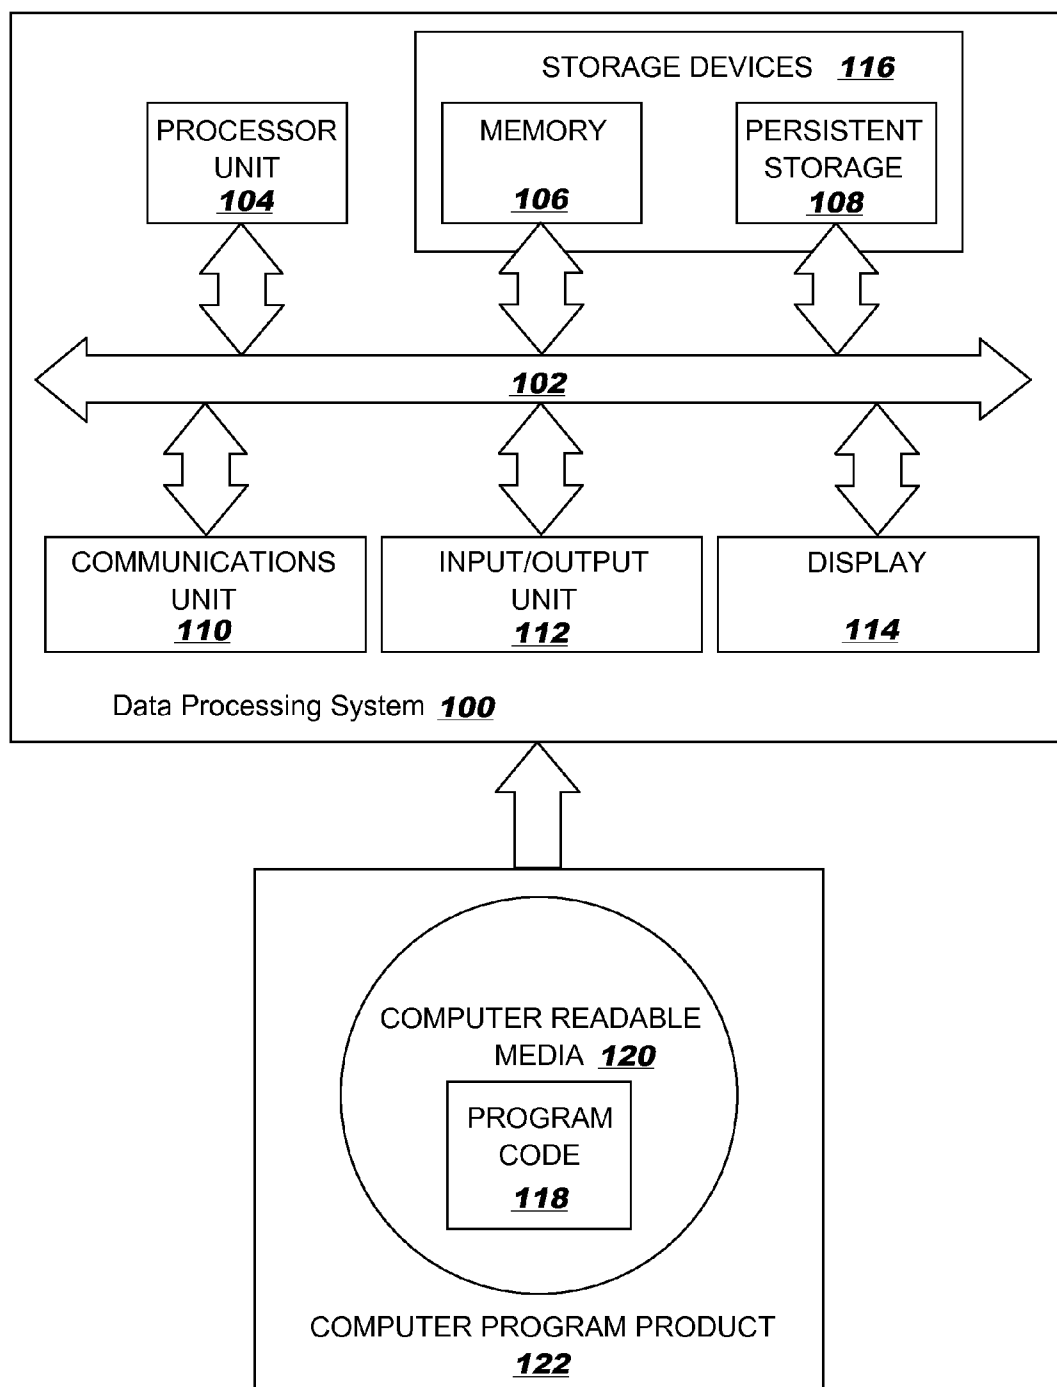 STORAGE DEVICES 116
PROCESSOR
UNIT
104
MEMORY
106
PERSISTENT
STORAGE
108
102
COMMUNICATIONS
UNIT
110
INPUT/OUTPUT
UNIT
112
DISPLAY
114
Data Processing System 100
COMPUTER READABLE
MEDIA 120
PROGRAM
CODE
118
COMPUTER PROGRAM PRODUCT
122